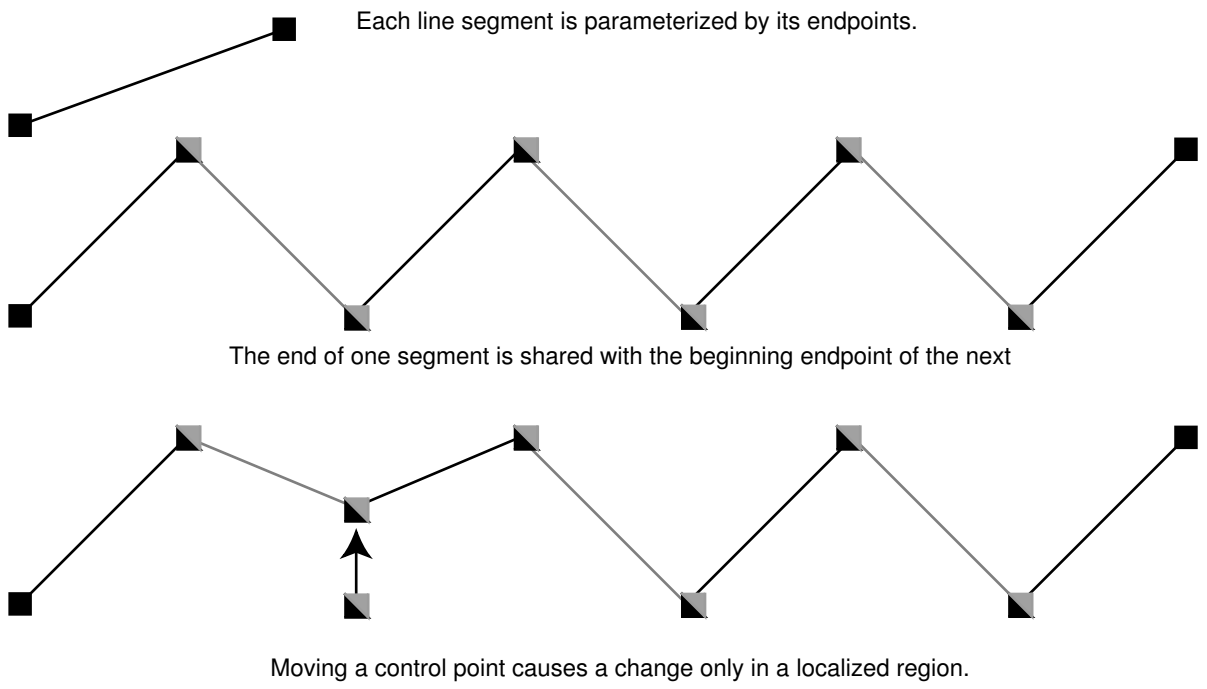 Each line segment is parameterized by its endpoints.
The end of one segment is shared with the beginning endpoint of the next
Moving a control point causes a change only in a localized region.